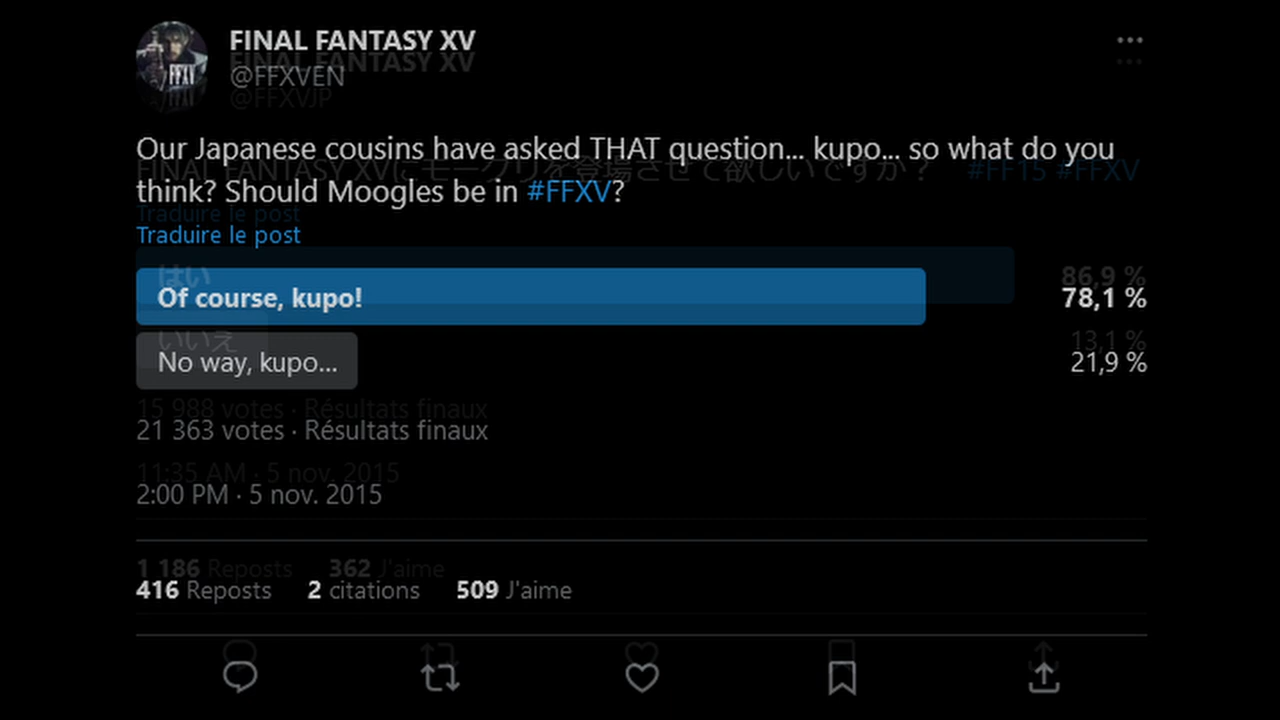 FINAL FANTASY XV
FINAL FANTASY XV
@FFXVEN
@FFXVJP
Our Japanese cousins have asked THAT question... kupo... so what do you
FINAL FANTASY XVにモーグリを登場させて欲しいですか？ #FF15 #FFXV
think? Should Moogles be in #FFXV?
Traduire le post
Traduire le post
はい 86,9 %
Of course, kupo! 78,1 %
いいえ 13,1 %
No way, kupo... 21,9 %
15 988 votes · Résultats finaux
21 363 votes · Résultats finaux
11:35 AM · 5 nov. 2015
2:00 PM · 5 nov. 2015
1 186 Reposts 362 J'aime
416 Reposts 2 citations 509 J'aime